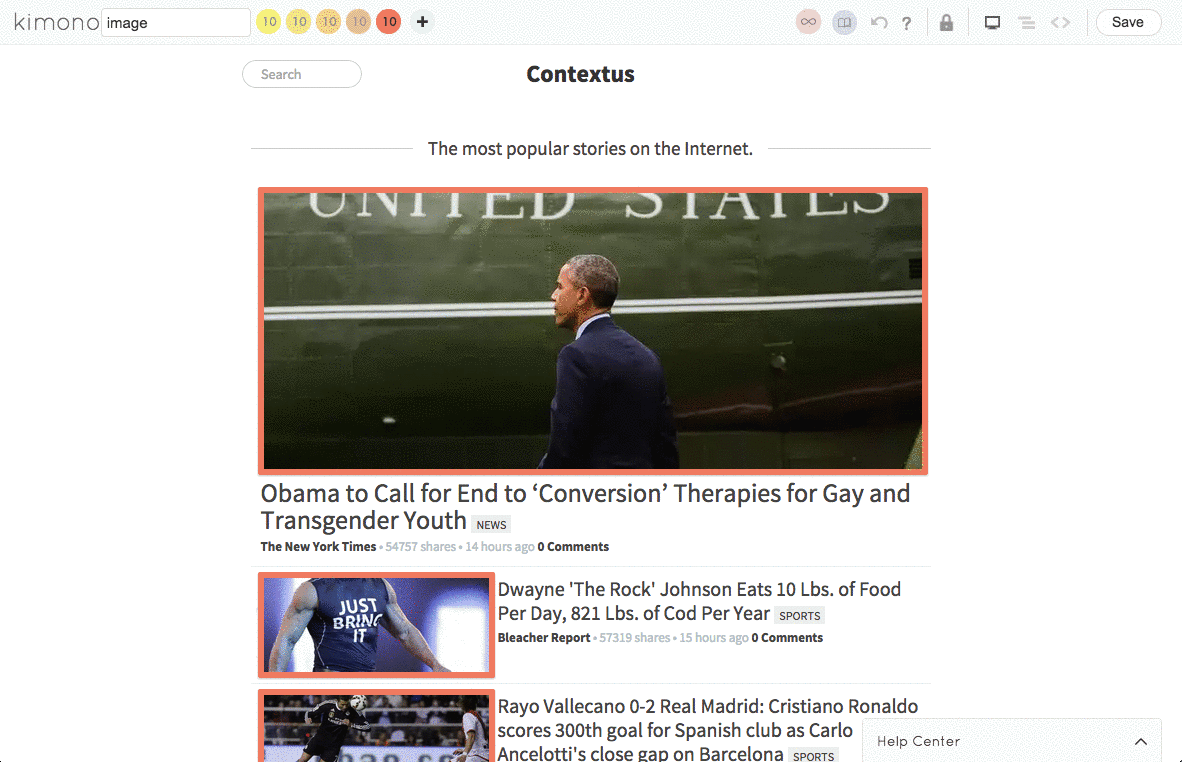 kimono image 10 10 10 10 10 + ? Save
Search
Contextus
The most popular stories on the Internet.
UNITED STATES
Obama to Call for End to ‘Conversion’ Therapies for Gay and
Transgender Youth NEWS
The New York Times • 54757 shares • 14 hours ago 0 Comments
JUST
BRING
IT
Dwayne 'The Rock' Johnson Eats 10 Lbs. of Food
Per Day, 821 Lbs. of Cod Per Year SPORTS
Bleacher Report • 57319 shares • 15 hours ago 0 Comments
Rayo Vallecano 0-2 Real Madrid: Cristiano Ronaldo
scores 300th goal for Spanish club as Carlo
Ancelotti's close gap on Barcelona SPORTS
Help Center